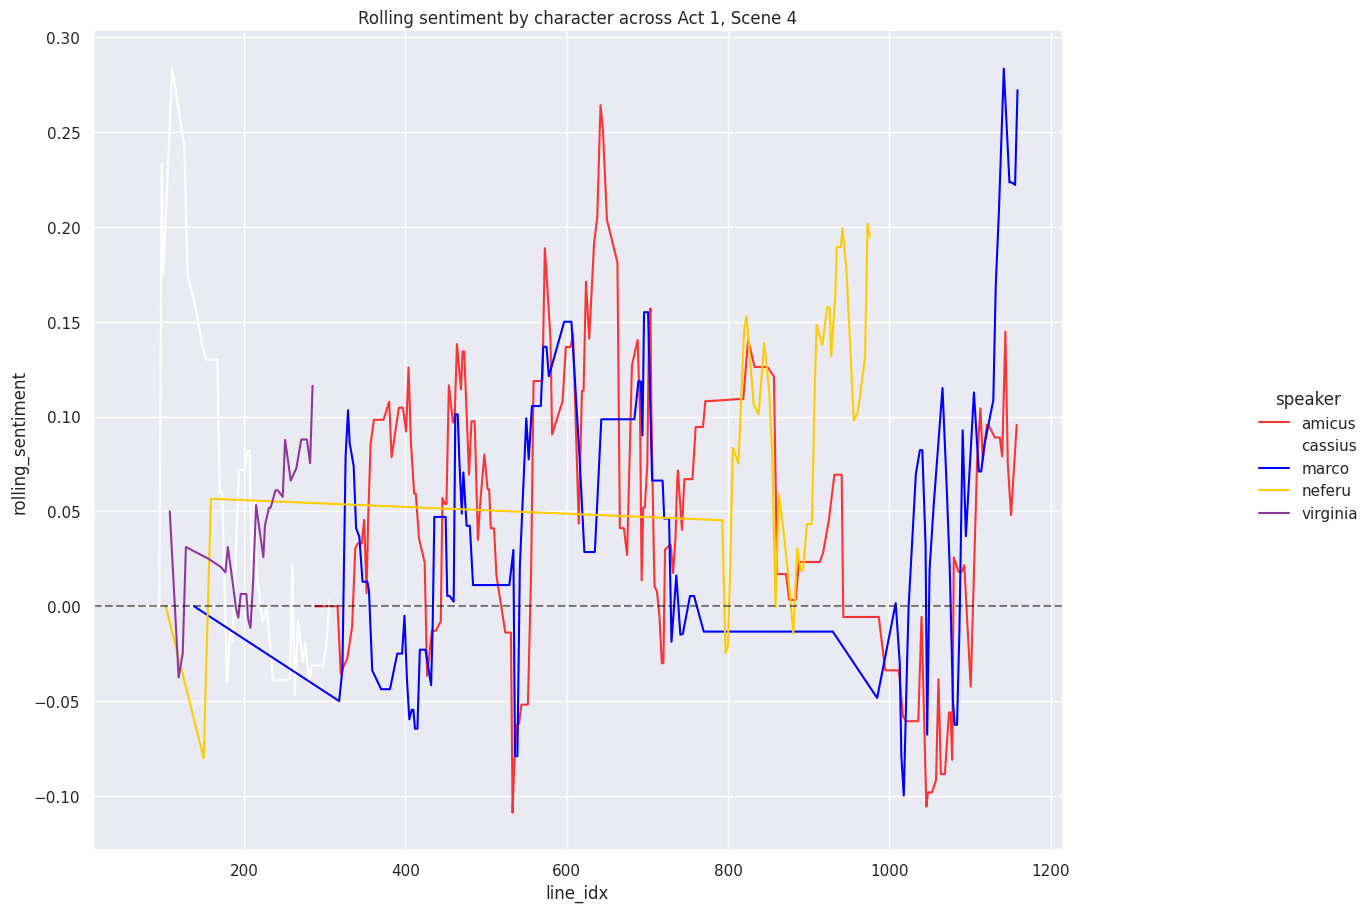 Rolling sentiment by character across Act 1, Scene 4
0.30
0.25
0.20
0.15
0.10
0.05
0.00
−0.05
−0.10
rolling_sentiment
200
400
600
800
1000
1200
line_idx
speaker
amicus
cassius
marco
neferu
virginia